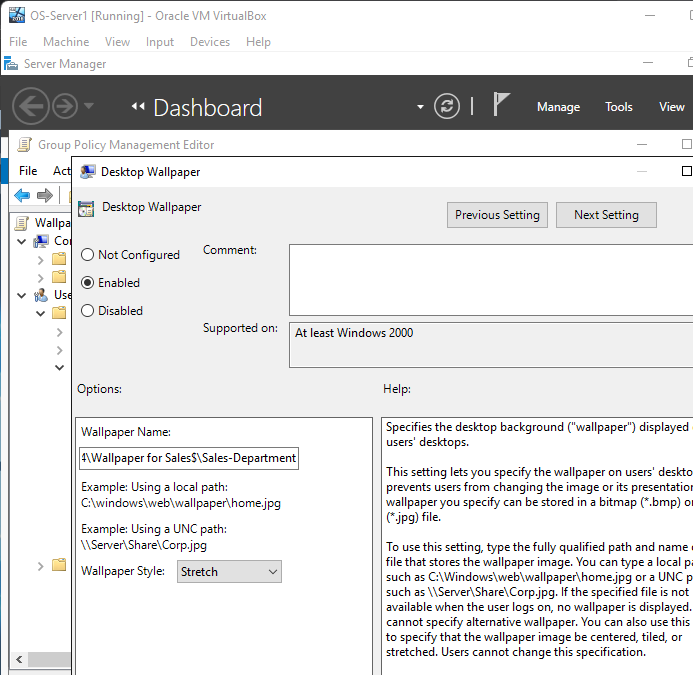 OS-Server1 [Running] - Oracle VM VirtualBox
File Machine View Input Devices Help
Server Manager
Dashboard
Manage Tools View
Group Policy Management Editor
File Act
Desktop Wallpaper
Desktop Wallpaper
Previous Setting Next Setting
Wallpa
Co
Use
Not Configured
Enabled
Disabled
Comment:
Supported on:
At least Windows 2000
Options:
Help:
Wallpaper Name:
\Wallpaper for Sales$\Sales-Department
Example: Using a local path:
C:\windows\web\wallpaper\home.jpg
Example: Using a UNC path:
\\Server\Share\Corp.jpg
Wallpaper Style: Stretch
Specifies the desktop background ("wallpaper") displayed
users' desktops.
This setting lets you specify the wallpaper on users' deskto
prevents users from changing the image or its presentation
wallpaper you specify can be stored in a bitmap (*.bmp) or
(*.jpg) file.
To use this setting, type the fully qualified path and name
file that stores the wallpaper image. You can type a local pa
such as C:\Windows\web\wallpaper\home.jpg or a UNC p
such as \\Server\Share\Corp.jpg. If the specified file is not
available when the user logs on, no wallpaper is displayed.
cannot specify alternative wallpaper. You can also use this
to specify that the wallpaper image be centered, tiled, or
stretched. Users cannot change this specification.